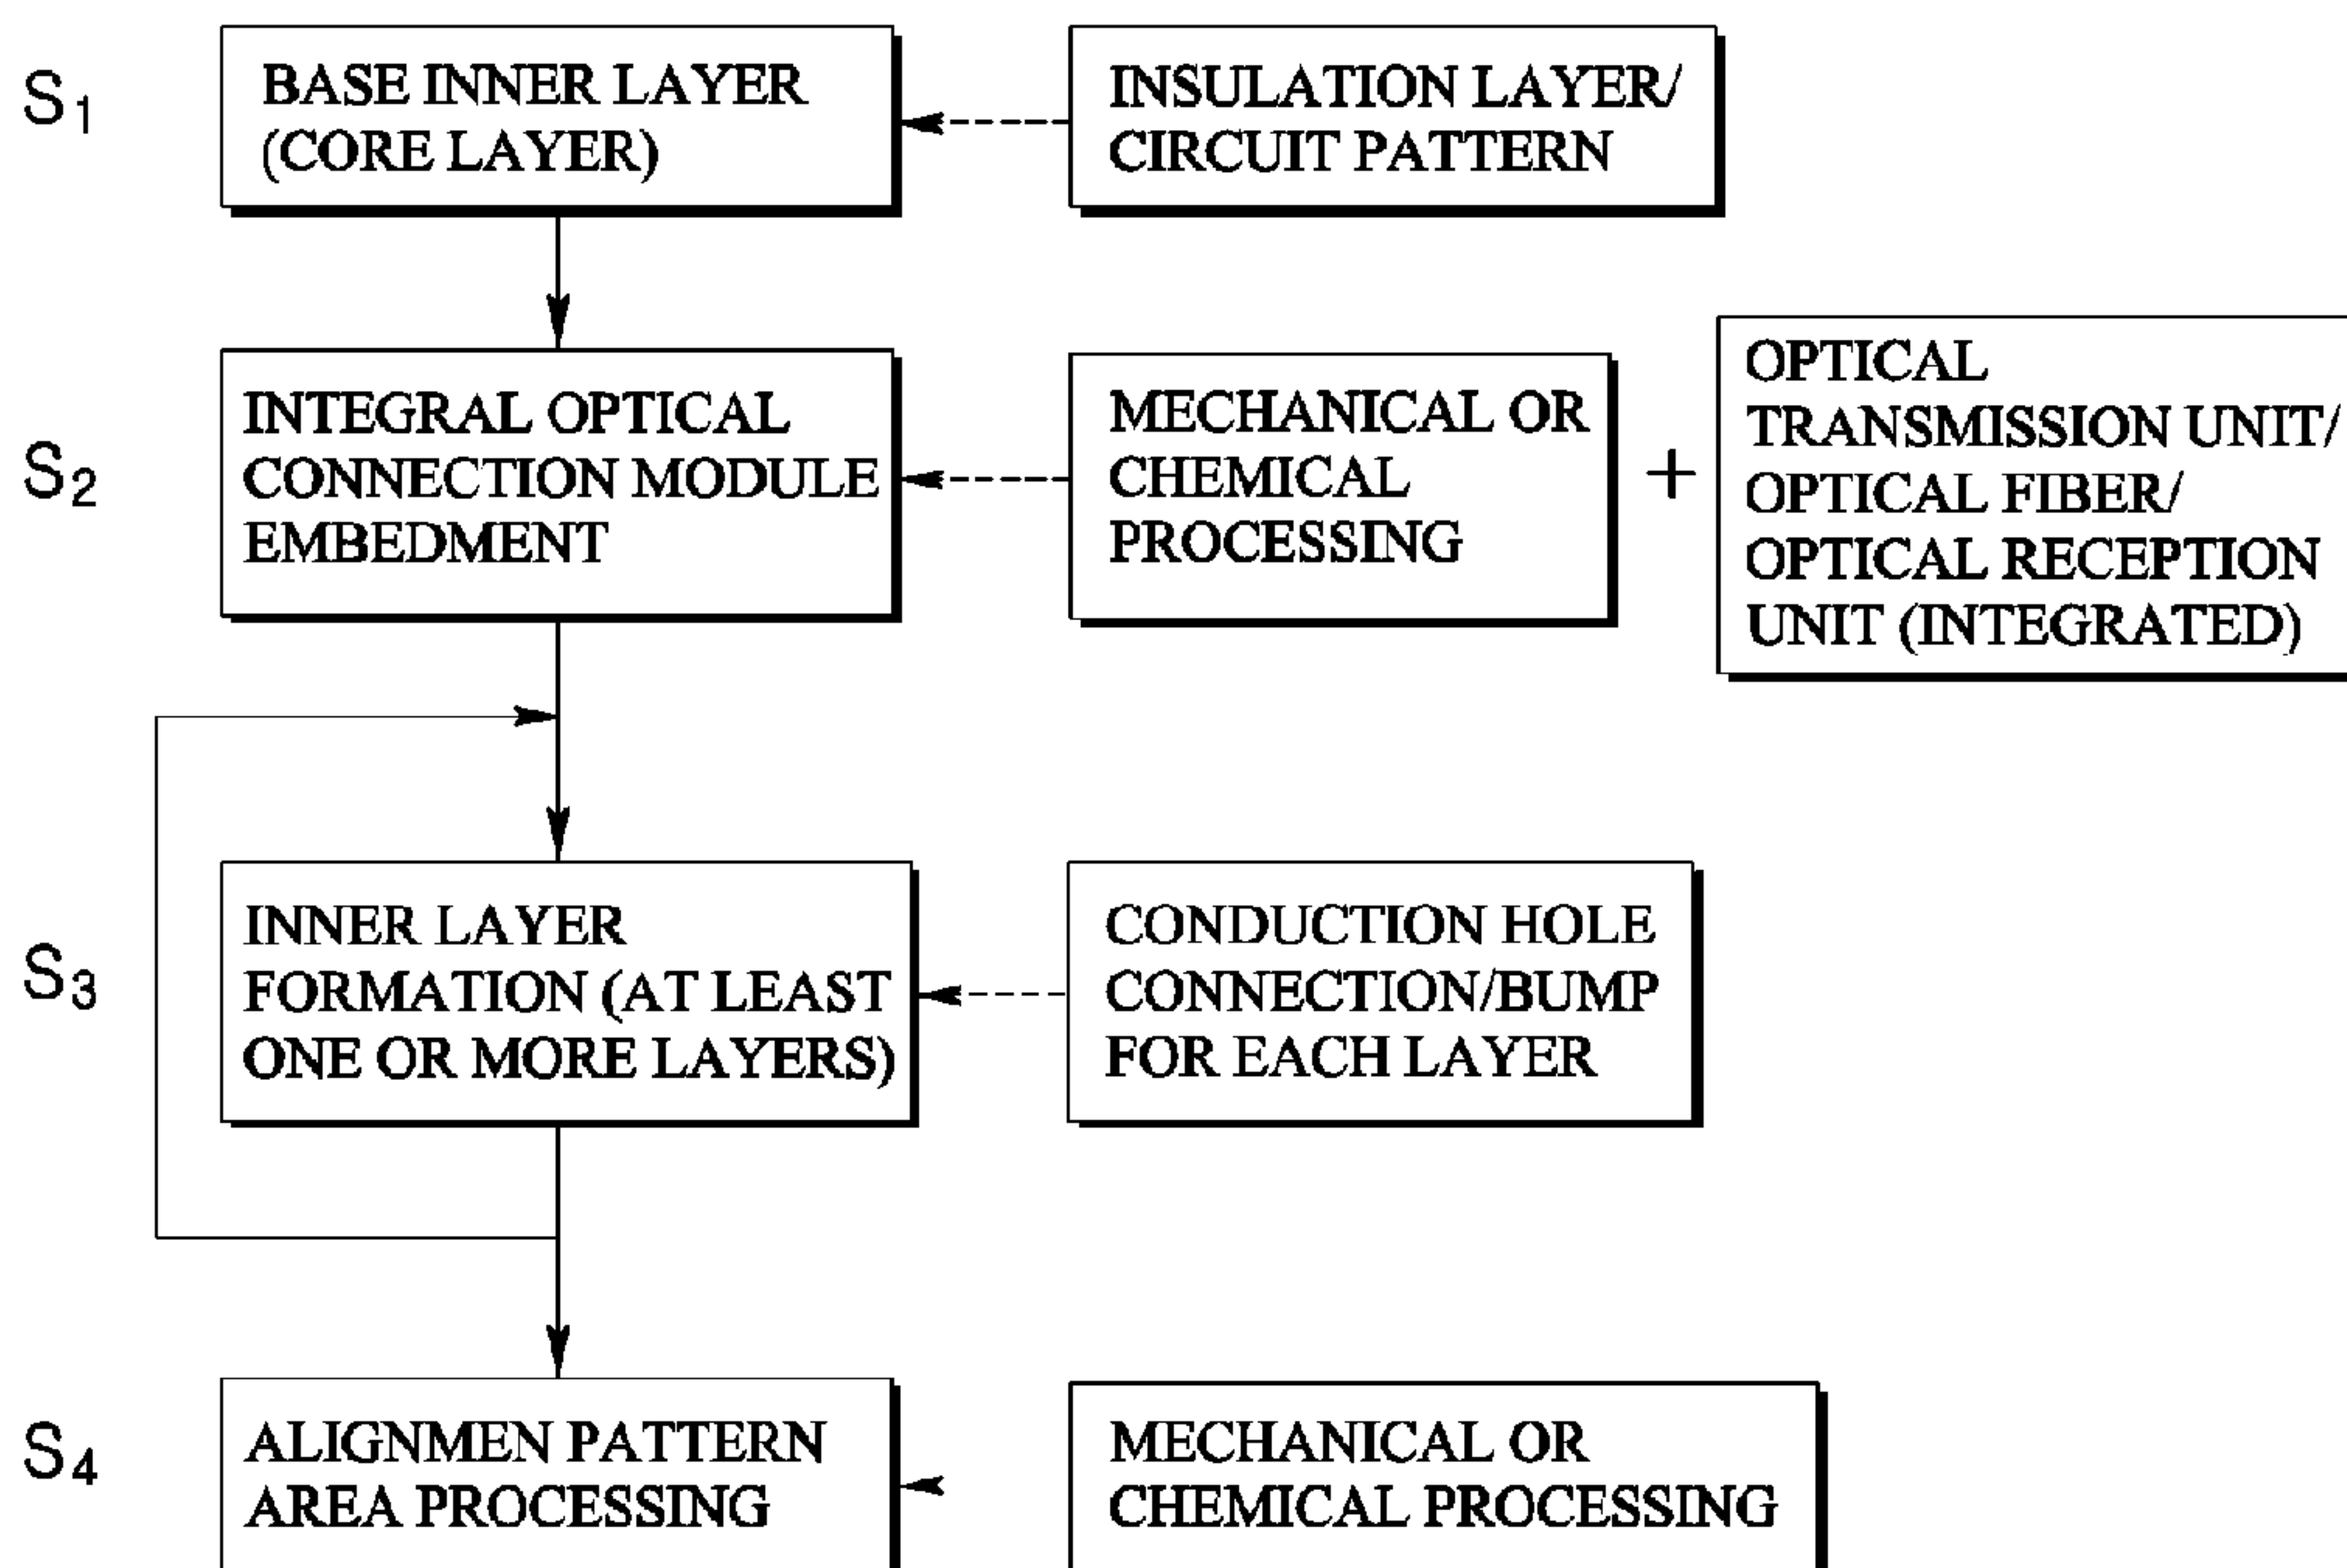 S1
BASE INNER LAYER
(CORE LAYER)
INSULATION LAYER/
CIRCUIT PATTERN
S2
INTEGRAL OPTICAL
CONNECTION MODULE
EMBEDMENT
MECHANICAL OR
CHEMICAL
PROCESSING
+
OPTICAL
TRANSMISSION UNIT/
OPTICAL FIBER/
OPTICAL RECEPTION
UNIT (INTEGRATED)
S3
INNER LAYER
FORMATION (AT LEAST
ONE OR MORE LAYERS)
CONDUCTION HOLE
CONNECTION/BUMP
FOR EACH LAYER
S4
ALIGNMEN PATTERN
AREA PROCESSING
MECHANICAL OR
CHEMICAL PROCESSING